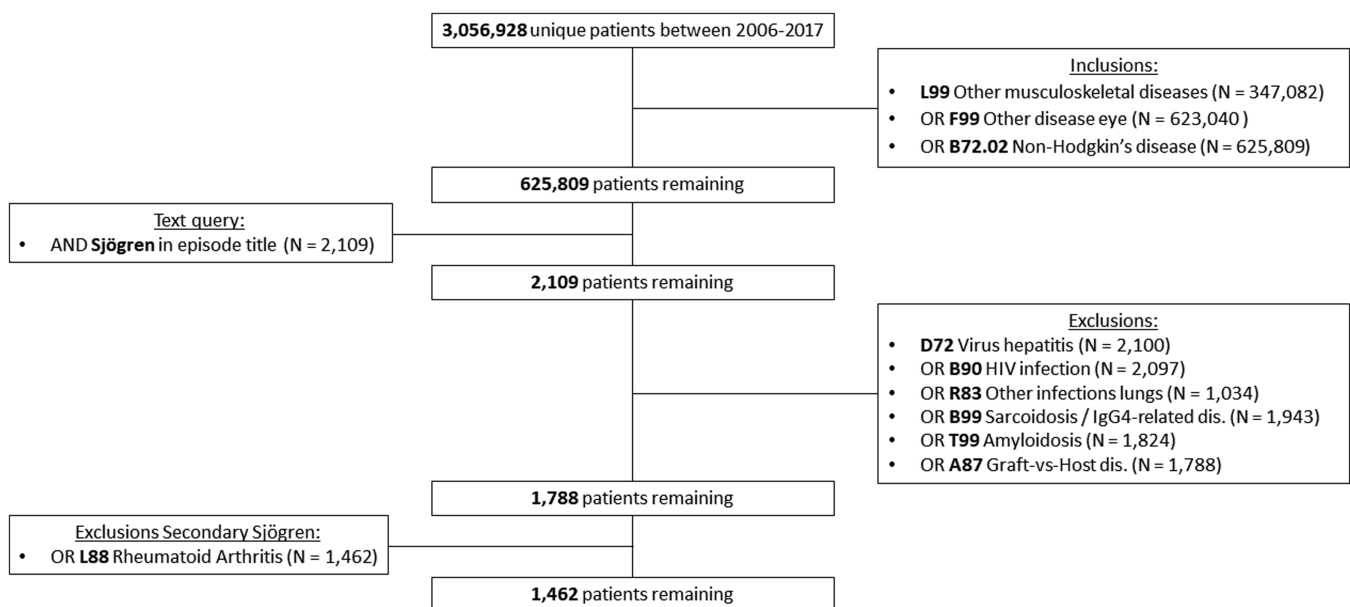 3,056,928 unique patients between 2006-2017
Inclusions:
• L99 Other musculoskeletal diseases (N = 347,082)
• OR F99 Other disease eye (N = 623,040 )
• OR B72.02 Non-Hodgkin's disease (N = 625,809)
625,809 patients remaining
Text query:
• AND Sjögren in episode title (N = 2,109)
2,109 patients remaining
Exclusions:
• D72 Virus hepatitis (N = 2,100)
• OR B90 HIV infection (N = 2,097)
• OR R83 Other infections lungs (N = 1,034)
• OR B99 Sarcoidosis / IgG4-related dis. (N = 1,943)
• OR T99 Amyloidosis (N = 1,824)
• OR A87 Graft-vs-Host dis. (N = 1,788)
1,788 patients remaining
Exclusions Secondary Sjögren:
• OR L88 Rheumatoid Arthritis (N = 1,462)
1,462 patients remaining